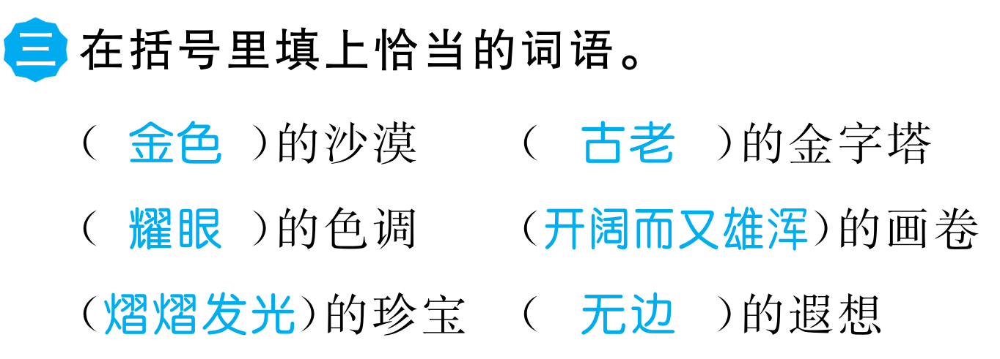 三 在括号里填上恰当的词语。
（ 金色 ）的沙漠 （ 古老 ）的金字塔
（ 耀眼 ）的色调 （开阔而又雄浑）的画卷
（熠熠发光）的珍宝 （ 无边 ）的遐想